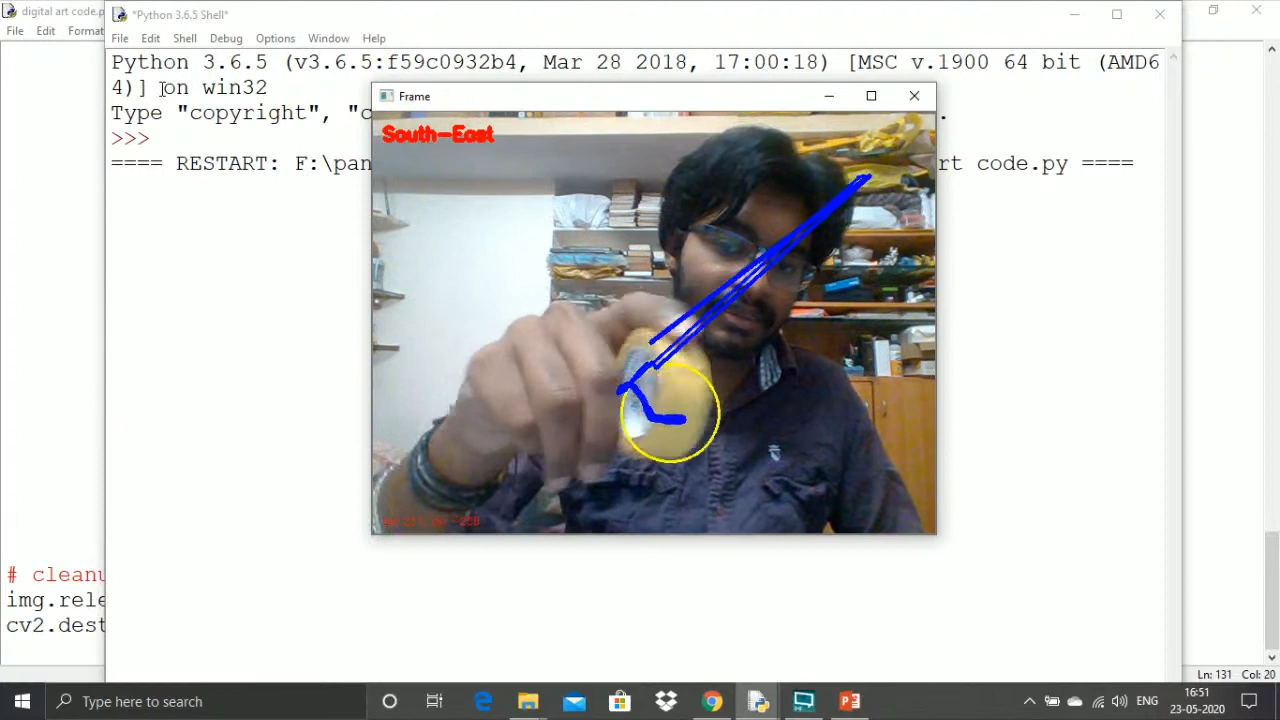 digital art code.p
File Edit Format
*Python 3.6.5 Shell*
File Edit Shell Debug Options Window Help
Python 3.6.5 (v3.6.5:f59c0932b4, Mar 28 2018, 17:00:18) [MSC v.1900 64 bit (AMD6
4)] on win32
Type "copyright", "c
.
>>>
==== RESTART: F:\pan
rt code.py ====
Frame
South-East
# cleanu
img.rele
cv2.dest
Ln: 131 Col: 20
Type here to search
ENG
16:51
23-05-2020